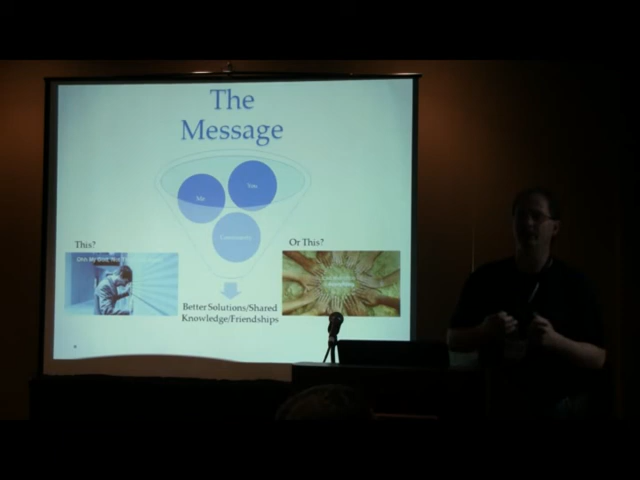 The
Message
Me
You
Community
This?
Or This?
Better Solutions/Shared
Knowledge/Friendships